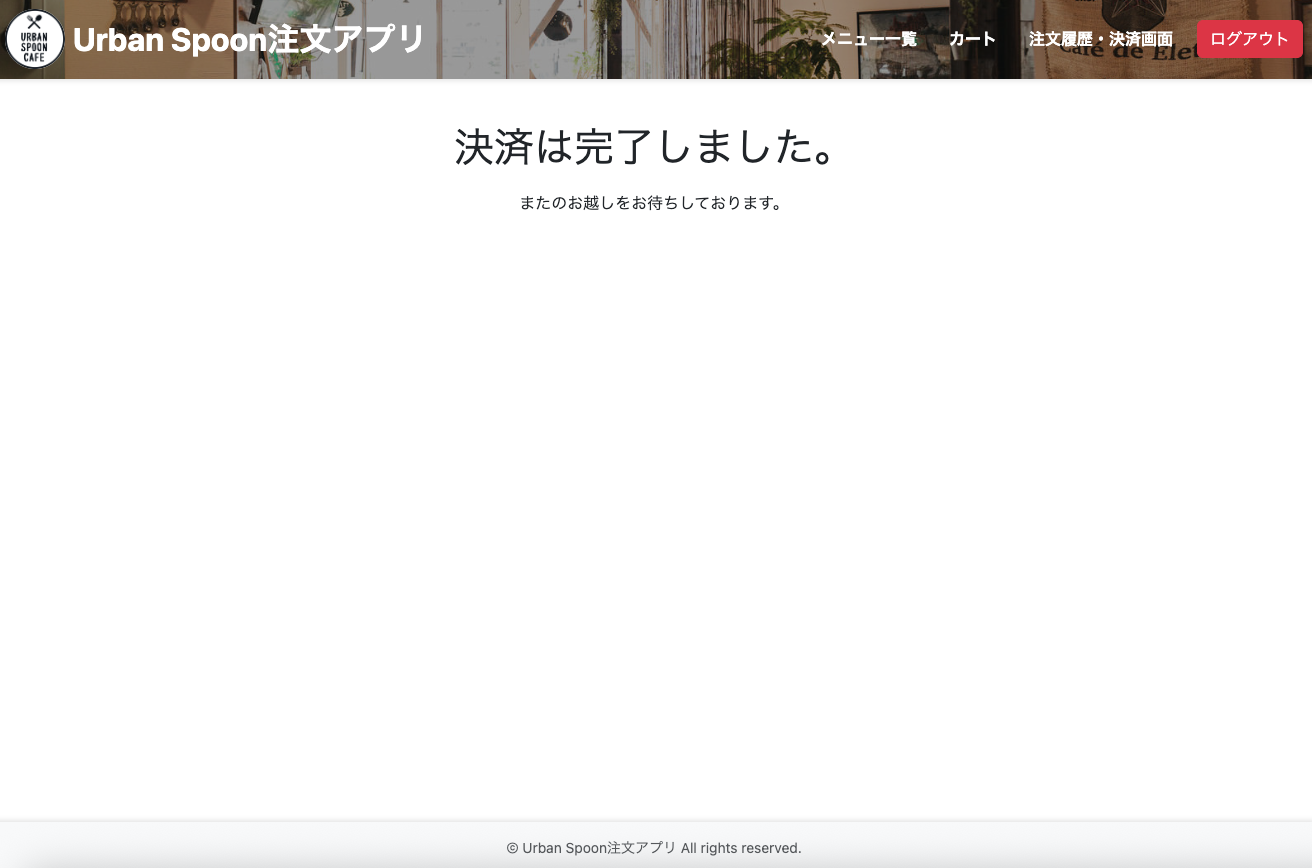 URBAN
SPOON
CAFE
Urban Spoon注文アプリ
メニュー一覧
カート
注文履歴・決済画面
ログアウト
Café de Elet
決済は完了しました。
またのお越しをお待ちしております。
© Urban Spoon注文アプリ All rights reserved.